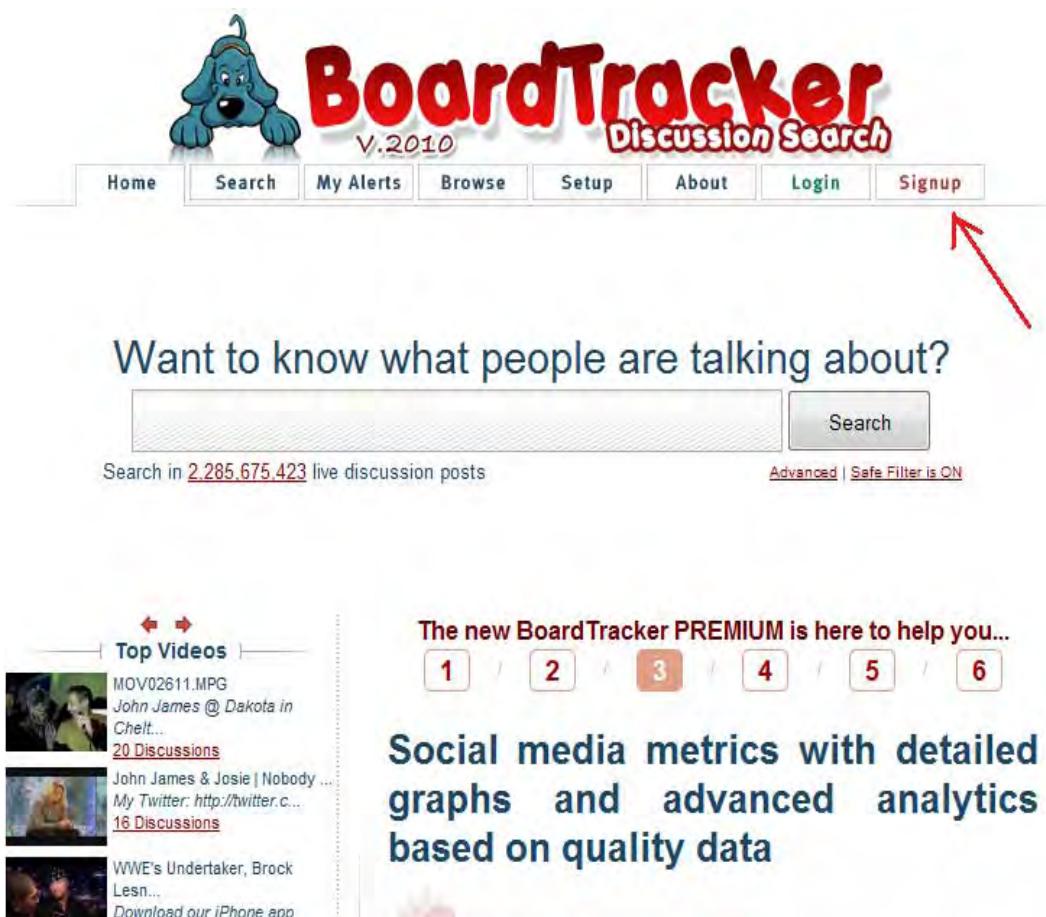 BoardTracker
V.2010
Discussion Search
Home Search My Alerts Browse Setup About Login Signup
Want to know what people are talking about?
Search
Search in 2,285,675,423 live discussion posts
Advanced | Safe Filter is ON
Top Videos
MOV02611.MPG
John James @ Dakota in
Chelt...
20 Discussions
John James & Josie | Nobody ...
My Twitter: http://twitter.c...
16 Discussions
WWE's Undertaker, Brock
Lesn...
Download our iPhone app
The new BoardTracker PREMIUM is here to help you...
1 / 2 / 3 / 4 / 5 / 6
Social media metrics with detailed
graphs and advanced analytics
based on quality data